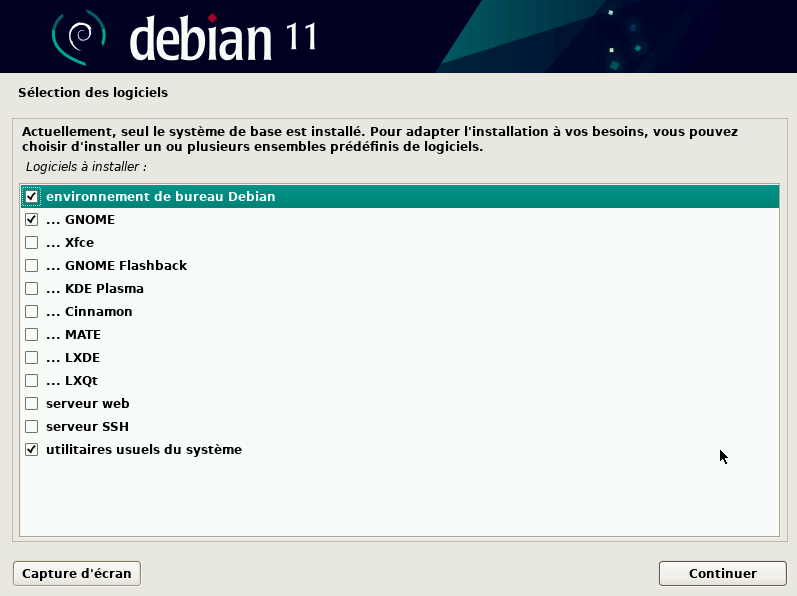 debian 11
Sélection des logiciels
Actuellement, seul le système de base est installé. Pour adapter l'installation à vos besoins, vous pouvez
choisir d'installer un ou plusieurs ensembles prédéfinis de logiciels.
Logiciels à installer :
environnement de bureau Debian
... GNOME
... Xfce
... GNOME Flashback
... KDE Plasma
... Cinnamon
... MATE
... LXDE
... LXQt
serveur web
serveur SSH
utilitaires usuels du système
Capture d'écran
Continuer